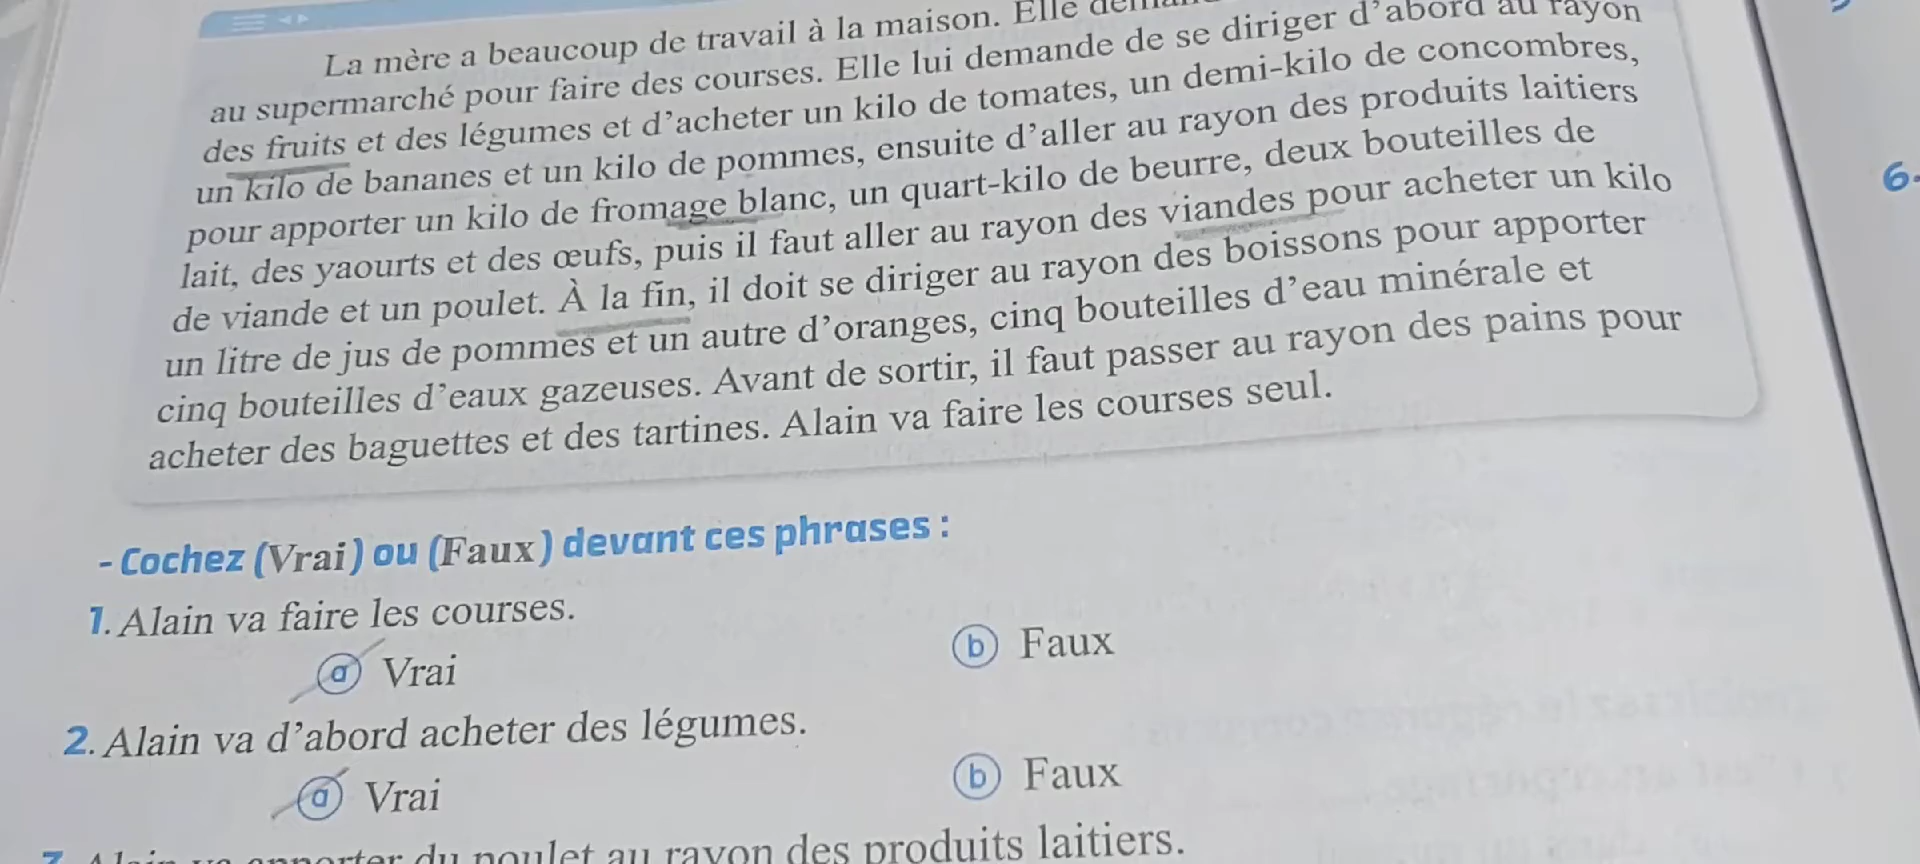 La mère a beaucoup de travail à la maison. Elle
au supermarché pour faire des courses. Elle lui demande de se diriger d'abord au rayon
des fruits et des légumes et d'acheter un kilo de tomates, un demi-kilo de concombres,
un kilo de bananes et un kilo de pommes, ensuite d'aller au rayon des produits laitiers
pour apporter un kilo de fromage blanc, un quart-kilo de beurre, deux bouteilles de
lait, des yaourts et des œufs, puis il faut aller au rayon des viandes pour acheter un kilo
de viande et un poulet. À la fin, il doit se diriger au rayon des boissons pour apporter
un litre de jus de pommes et un autre d'oranges, cinq bouteilles d'eau minérale et
cinq bouteilles d'eaux gazeuses. Avant de sortir, il faut passer au rayon des pains pour
acheter des baguettes et des tartines. Alain va faire les courses seul.
- Cochez (Vrai) ou (Faux) devant ces phrases :
1. Alain va faire les courses.
a Vrai b Faux
2. Alain va d'abord acheter des légumes.
a Vrai b Faux
apporter du poulet au rayon des produits laitiers.
6.